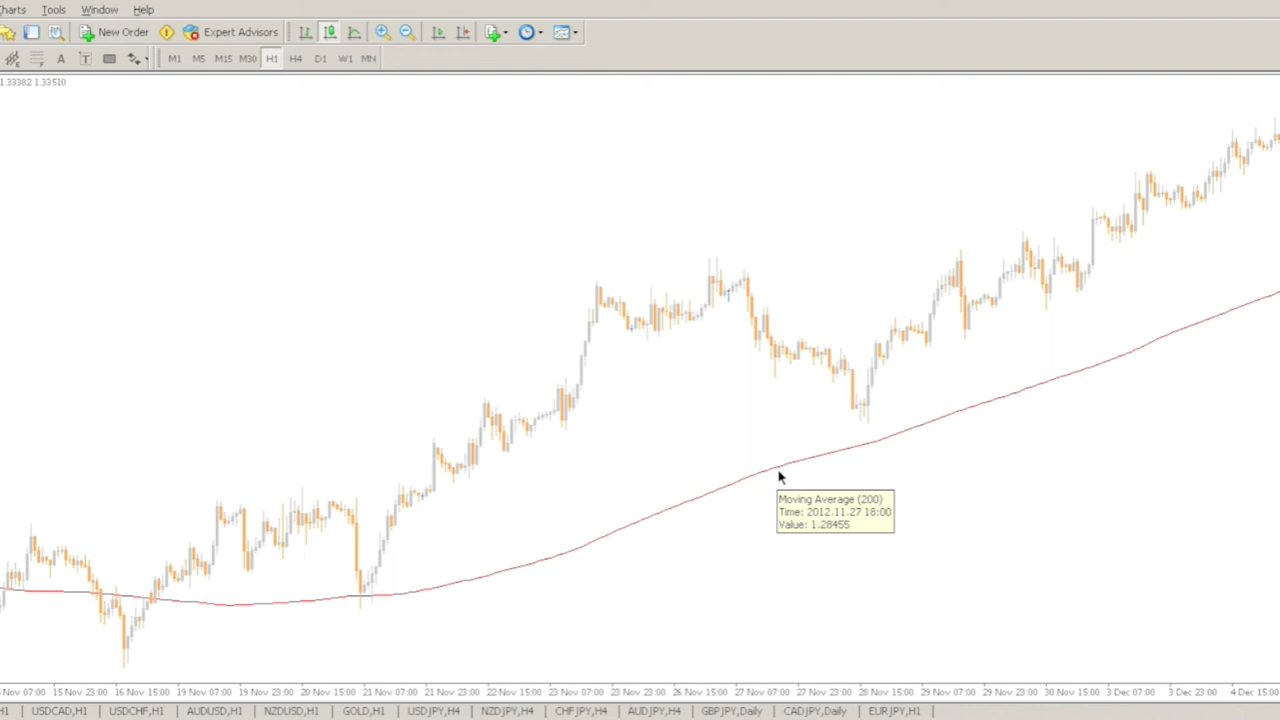 Charts Tools Window Help
New Order Expert Advisors
A T M1 M5 M15 M30 H1 H4 D1 W1 MN
1.33382 1.33510
Moving Average (200)
Time: 2012.11.27 18:00
Value: 1.28455
Nov 07:00 15 Nov 23:00 16 Nov 15:00 19 Nov 07:00 19 Nov 23:00 20 Nov 15:00 21 Nov 07:00 21 Nov 23:00 22 Nov 15:00 23 Nov 07:00 23 Nov 23:00 26 Nov 15:00 27 Nov 07:00 27 Nov 23:00 28 Nov 15:00 29 Nov 07:00 29 Nov 23:00 30 Nov 15:00 3 Dec 07:00 3 Dec 23:00 4 Dec 15:00
H1 USDCAD,H1 USDCHF,H1 AUDUSD,H1 NZDUSD,H1 GOLD,H1 USDJPY,H4 NZDJPY,H4 CHFJPY,H4 AUDJPY,H4 GBPJPY,Daily CADJPY,Daily EURJPY,H1